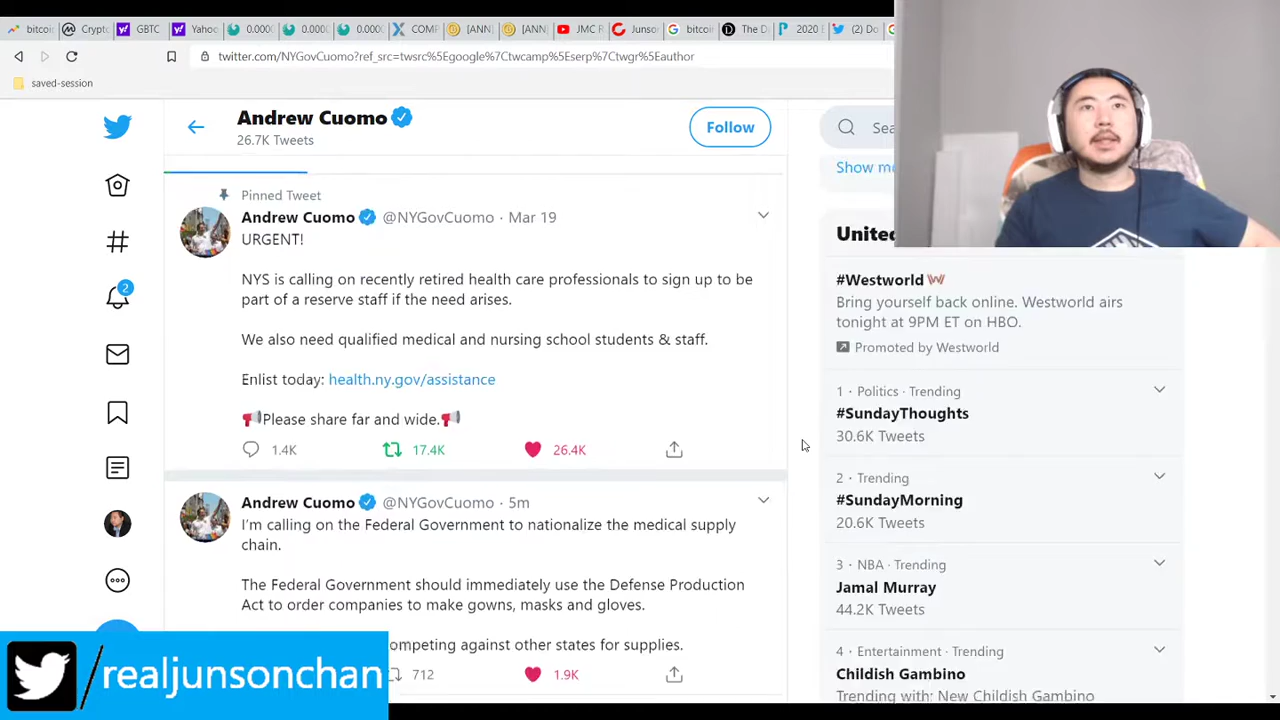 bitcoi
Crypto
GBTC
Yahoo
0.000
0.000
0.000
COMP
[ANN]
[ANN]
JMC R
Junso
bitcoi
The D
2020 E
(2) Do
twitter.com/NYGovCuomo?ref_src=twsrc%5Egoogle%7Ctwcamp%5Eserp%7Ctwgr%5Eauthor
saved-session
Andrew Cuomo
26.7K Tweets
Follow
Sea
Show mo
Pinned Tweet
Andrew Cuomo @NYGovCuomo · Mar 19
URGENT!
NYS is calling on recently retired health care professionals to sign up to be
part of a reserve staff if the need arises.
We also need qualified medical and nursing school students & staff.
Enlist today: health.ny.gov/assistance
Please share far and wide.
1.4K 17.4K 26.4K
Andrew Cuomo @NYGovCuomo · 5m
I'm calling on the Federal Government to nationalize the medical supply
chain.
The Federal Government should immediately use the Defense Production
Act to order companies to make gowns, masks and gloves.
ompeting against other states for supplies.
712 1.9K
2
United
#Westworld
Bring yourself back online. Westworld airs
tonight at 9PM ET on HBO.
Promoted by Westworld
1 · Politics · Trending
#SundayThoughts
30.6K Tweets
2 · Trending
#SundayMorning
20.6K Tweets
3 · NBA · Trending
Jamal Murray
44.2K Tweets
4 · Entertainment · Trending
Childish Gambino
Trending with: New Childish Gambino
/realjunsonchan